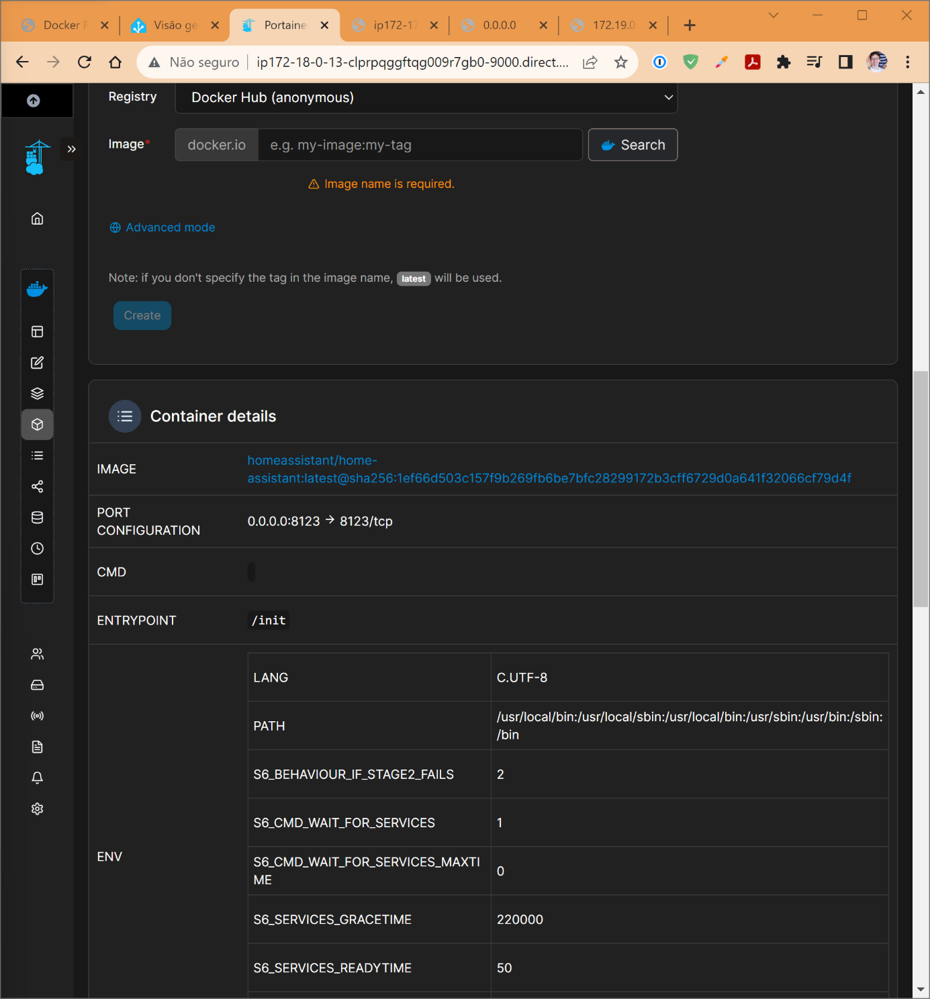 Docker P
Visão ge
Portaine
ip172-17
0.0.0.0
172.19.0
Não seguro
ip172-18-0-13-clprpqggftqg009r7gb0-9000.direct....
Registry
Docker Hub (anonymous)
Image*
docker.io
e.g. my-image:my-tag
Search
Image name is required.
Advanced mode
Note: if you don't specify the tag in the image name, latest will be used.
Create
Container details
IMAGE
homeassistant/home-
assistant:latest@sha256:1ef66d503c157f9b269fb6be7bfc28299172b3cff6729d0a641f32066cf79d4f
PORT
CONFIGURATION
0.0.0.0:8123 → 8123/tcp
CMD
ENTRYPOINT
/init
ENV
LANG
C.UTF-8
PATH
/usr/local/bin:/usr/local/sbin:/usr/local/bin:/usr/sbin:/usr/bin:/sbin:
/bin
S6_BEHAVIOUR_IF_STAGE2_FAILS
2
S6_CMD_WAIT_FOR_SERVICES
1
S6_CMD_WAIT_FOR_SERVICES_MAXTI
ME
0
S6_SERVICES_GRACETIME
220000
S6_SERVICES_READYTIME
50